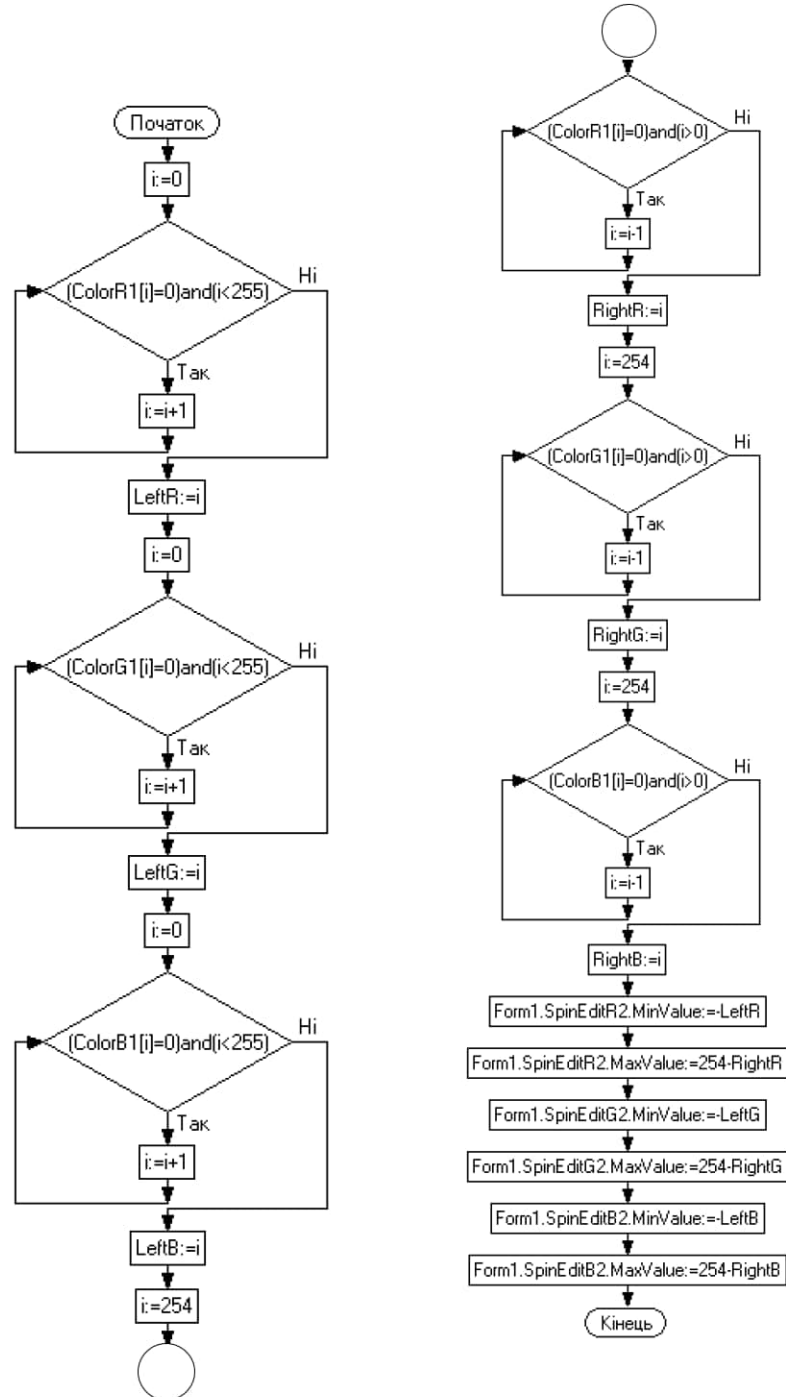 Початок
i:=0
(ColorR1[i]=0)and(i<255)
Ні
Так
i:=i+1
LeftR:=i
i:=0
(ColorG1[i]=0)and(i<255)
Ні
Так
i:=i+1
LeftG:=i
i:=0
(ColorB1[i]=0)and(i<255)
Ні
Так
i:=i+1
LeftB:=i
i:=254
(ColorR1[i]=0)and(i>0)
Ні
Так
i:=i-1
RightR:=i
i:=254
(ColorG1[i]=0)and(i>0)
Ні
Так
i:=i-1
RightG:=i
i:=254
(ColorB1[i]=0)and(i>0)
Ні
Так
i:=i-1
RightB:=i
Form1.SpinEditR2.MinValue:=-LeftR
Form1.SpinEditR2.MaxValue:=254-RightR
Form1.SpinEditG2.MinValue:=-LeftG
Form1.SpinEditG2.MaxValue:=254-RightG
Form1.SpinEditB2.MinValue:=-LeftB
Form1.SpinEditB2.MaxValue:=254-RightB
Кінець